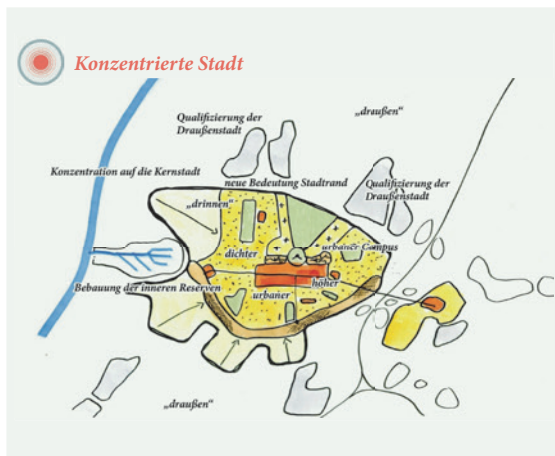 Konzentrierte Stadt
„draußen“
Qualifizierung der
Draußenstadt
Konzentration auf die Kernstadt
neue Bedeutung Stadtrand
Qualifizierung der
Draußenstadt
„drinnen“
dichter
urbaner Campus
Bebauung der inneren Reserven
höher
urbaner
„draußen“